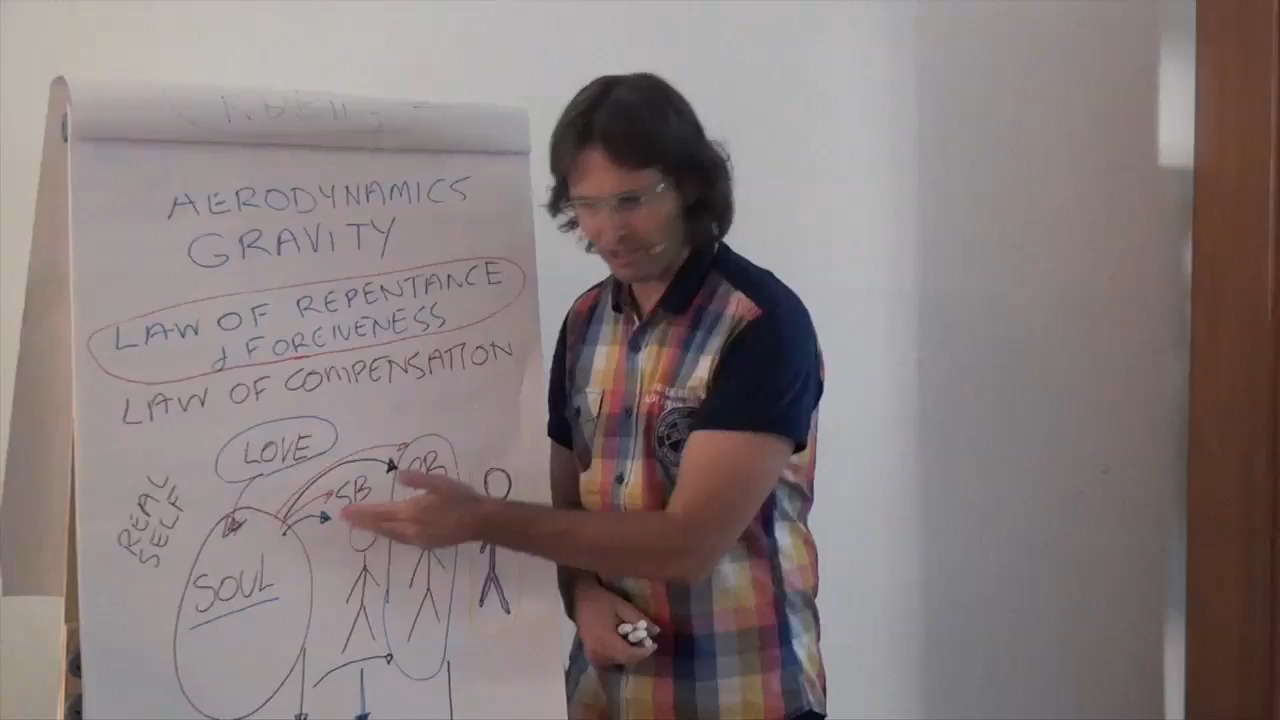 AERODYNAMICS
GRAVITY
LAW OF REPENTANCE
& FORGIVENESS
LAW OF COMPENSATION
LOVE
REAL
SELF
SB
SOUL